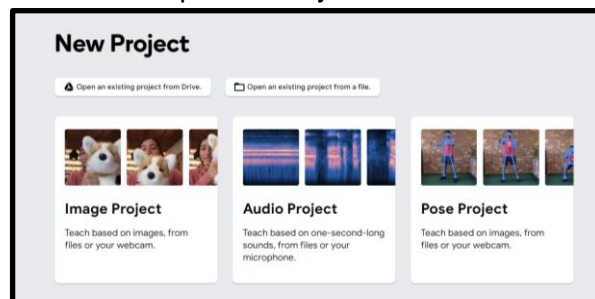 New Project
Open an existing project from Drive.
Open an existing project from a file.
Image Project
Teach based on images, from
files or your webcam.
Audio Project
Teach based on one-second-long
sounds, from files or your
microphone.
Pose Project
Teach based on images, from
files or your webcam.